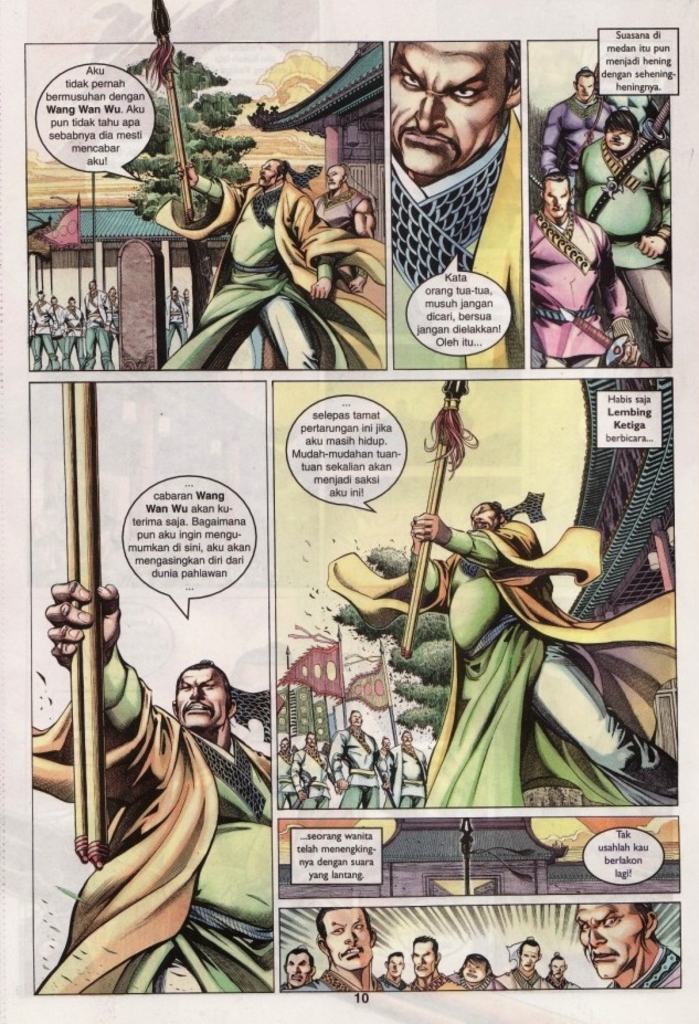 Aku
tidak pernah
bermusuhan dengan
Wang Wan Wu. Aku
pun tidak tahu apa
sebabnya dia mesti
mencabar
aku!
Kata
orang tua-tua,
musuh jangan
dicari, bersua
jangan dielakkan!
Oleh itu...
Suasana di
medan itu pun
menjadi hening
dengan sehening-
heningnya.
...
cabaran Wang
Wan Wu akan ku-
terima saja. Bagaimana
pun aku ingin mengu-
mumkan di sini, aku akan
mengasingkan diri dari
dunia pahlawan
...
...
selepas tamat
pertarungan ini jika
aku masih hidup.
Mudah-mudahan tuan-
tuan sekalian akan
menjadi saksi
aku ini!
Habis saja
Lembing
Ketiga
berbicara...
...seorang wanita
telah menengking-
nya dengan suara
yang lantang.
Tak
usahlah kau
berlakon
lagi!
10